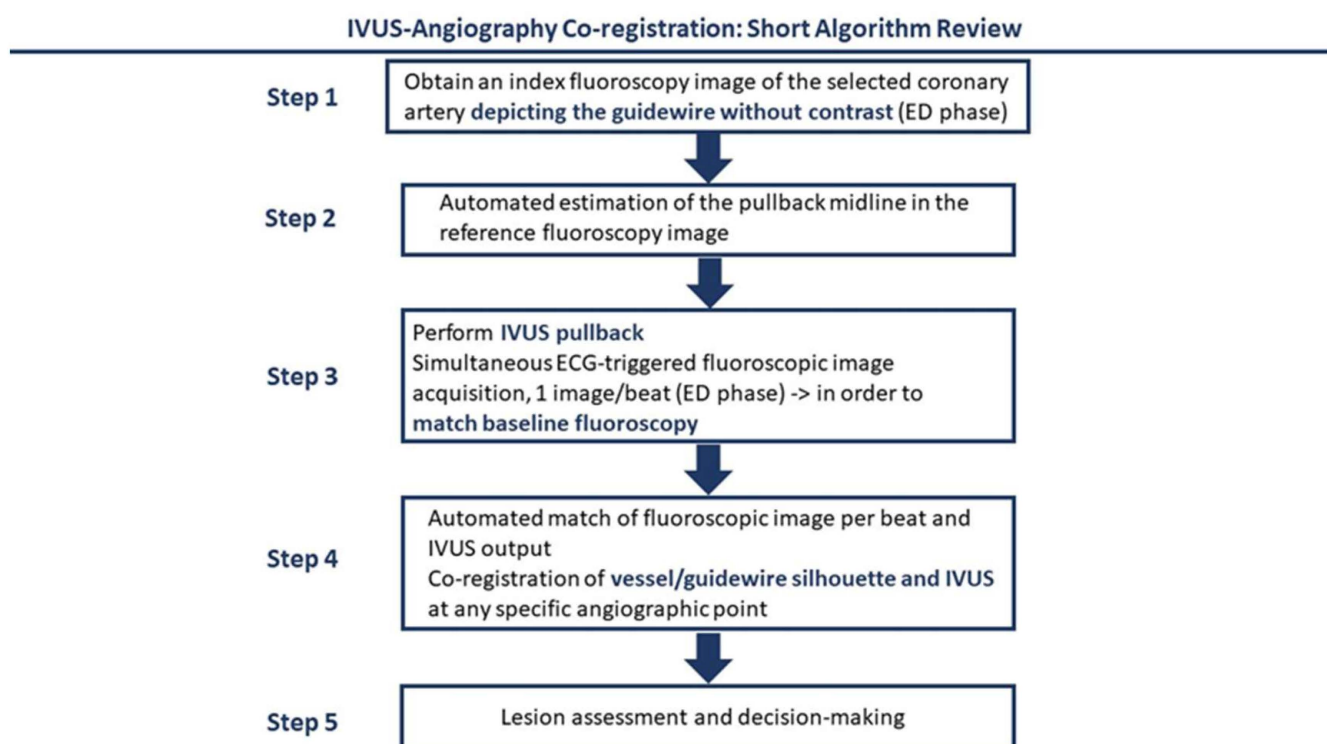 IVUS-Angiography Co-registration: Short Algorithm Review
Step 1
Obtain an index fluoroscopy image of the selected coronary
artery depicting the guidewire without contrast (ED phase)
Step 2
Automated estimation of the pullback midline in the
reference fluoroscopy image
Step 3
Perform IVUS pullback
Simultaneous ECG-triggered fluoroscopic image
acquisition, 1 image/beat (ED phase) -> in order to
match baseline fluoroscopy
Step 4
Automated match of fluoroscopic image per beat and
IVUS output
Co-registration of vessel/guidewire silhouette and IVUS
at any specific angiographic point
Step 5
Lesion assessment and decision-making